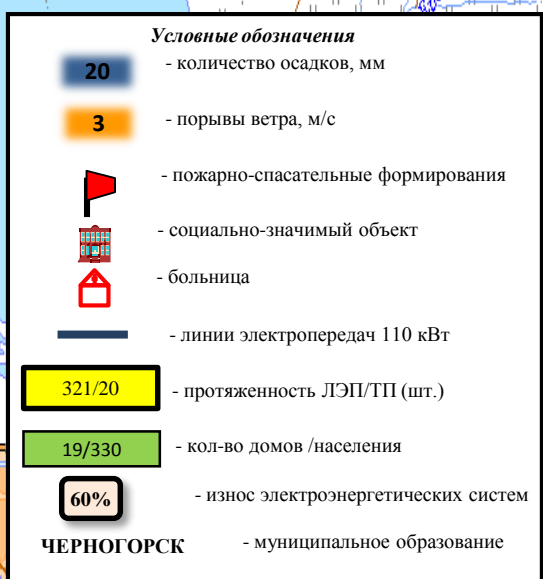 Условные обозначения
20 - количество осадков, мм
3 - порывы ветра, м/с
- пожарно-спасательные формирования
- социально-значимый объект
- больница
- линии электропередач 110 кВт
321/20 - протяженность ЛЭП/ТП (шт.)
19/330 - кол-во домов /населения
60% - износ электроэнергетических систем
ЧЕРНОГОРСК - муниципальное образование